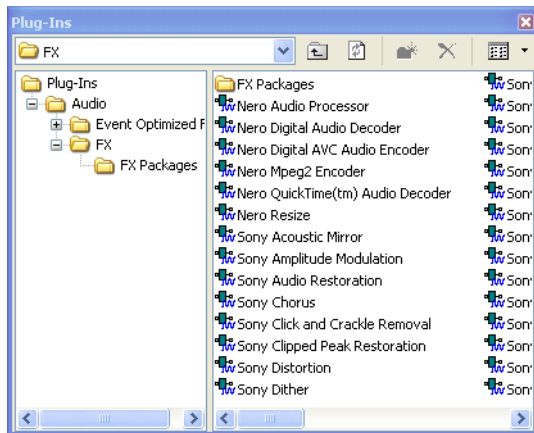 Plug-Ins
FX
Plug-Ins
Audio
Event Optimized F
FX
FX Packages
FX Packages
Nero Audio Processor
Nero Digital Audio Decoder
Nero Digital AVC Audio Encoder
Nero Mpeg2 Encoder
Nero QuickTime(tm) Audio Decoder
Nero Resize
Sony Acoustic Mirror
Sony Amplitude Modulation
Sony Audio Restoration
Sony Chorus
Sony Click and Crackle Removal
Sony Clipped Peak Restoration
Sony Distortion
Sony Dither